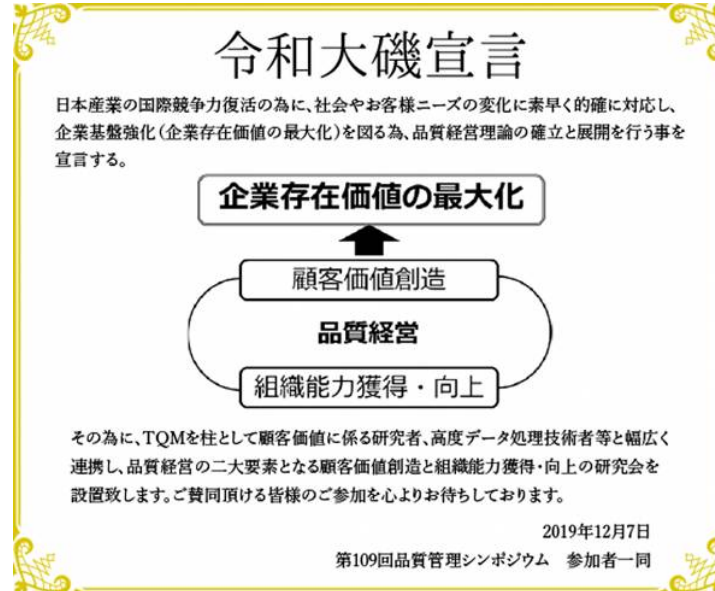 令和大磯宣言
日本産業の国際競争力復活の為に、社会やお客様ニーズの変化に素早く的確に対応し、
企業基盤強化(企業存在価値の最大化)を図る為、品質経営理論の確立と展開を行う事を
宣言する。
企業存在価値の最大化
顧客価値創造
品質経営
組織能力獲得・向上
その為に、TQMを柱として顧客価値に係る研究者、高度データ処理技術者等と幅広く
連携し、品質経営の二大要素となる顧客価値創造と組織能力獲得・向上の研究会を
設置致します。ご賛同頂ける皆様のご参加を心よりお待ちしております。
2019年12月7日
第109回品質管理シンポジウム 参加者一同